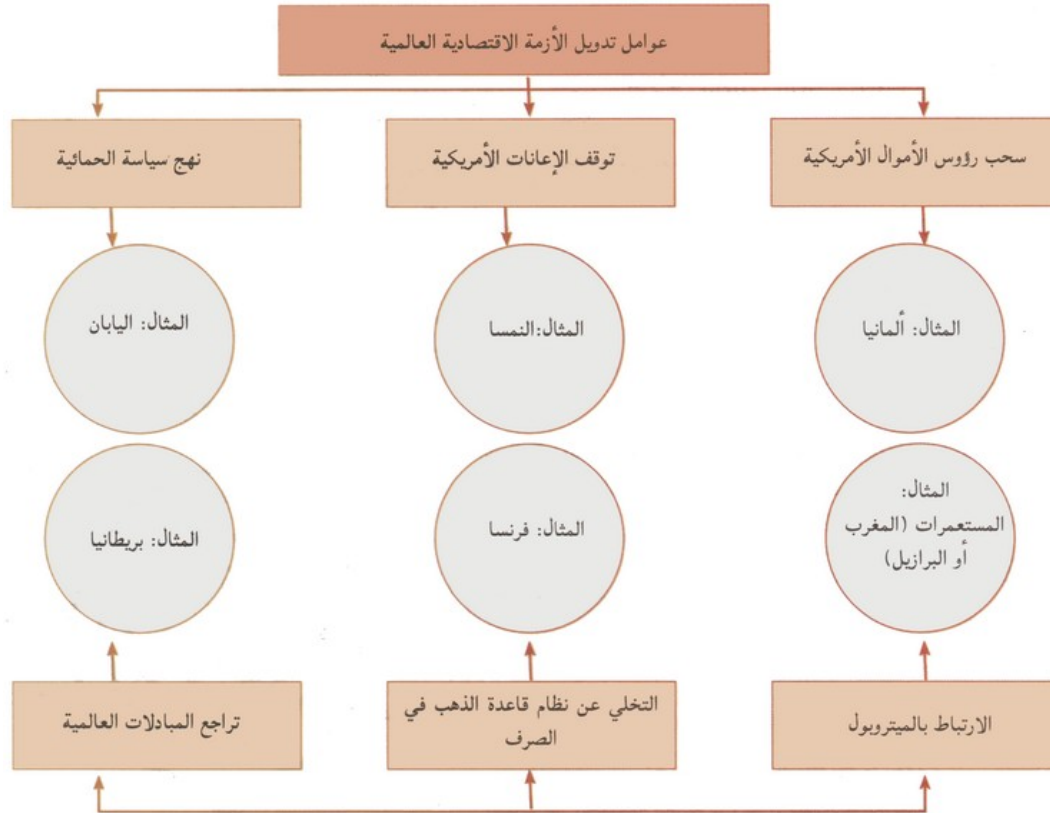 عوامل تدويل الأزمة الاقتصادية العالمية
سحب رؤوس الأموال الأمريكية
توقف الإعانات الأمريكية
نهج سياسة الحمائية
المثال: ألمانيا
المثال:النمسا
المثال: اليابان
المثال:
المستعمرات (المغرب
أو البرازيل)
المثال: فرنسا
المثال: بريطانيا
الارتباط بالميتروبول
التخلي عن نظام قاعدة الذهب في
الصرف
تراجع المبادلات العالمية